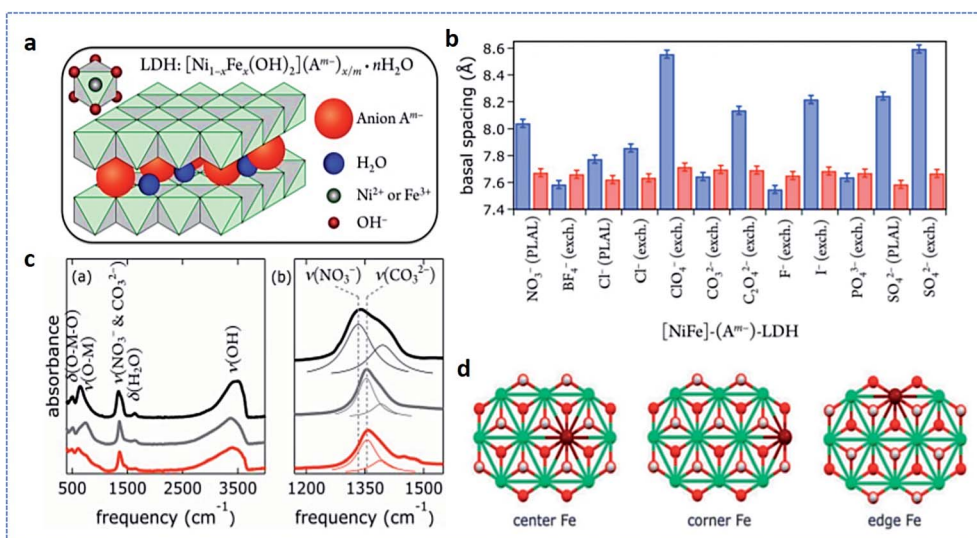 a
LDH: [Ni₁₋ₓFeₓ(OH)₂](Aᵐ⁻)ₓ/ₘ • nH₂O
Anion Aᵐ⁻
H₂O
Ni²⁺ or Fe³⁺
OH⁻
b
basal spacing (Å)
8.6
8.2
7.8
7.6
7.4
NO₃⁻ (PLAL)
BF₄⁻ (exch.)
Cl⁻ (PLAL)
Cl⁻ (exch.)
ClO₄⁻ (exch.)
CO₃²⁻ (exch.)
C₂O₄²⁻ (exch.)
F⁻ (exch.)
I⁻ (exch.)
PO₄³⁻ (exch.)
SO₄²⁻ (PLAL)
SO₄²⁻ (exch.)
[NiFe]-(Aᵐ⁻)-LDH
c
(a)
absorbance
δ(O-M-O)
ν(O-M)
ν(NO₃⁻ & CO₃²⁻)
δ(H₂O)
ν(OH)
500 1500 2500 3500
frequency (cm⁻¹)
(b)
ν(NO₃⁻) ν(CO₃²⁻)
1200 1350 1500
frequency (cm⁻¹)
d
center Fe
corner Fe
edge Fe